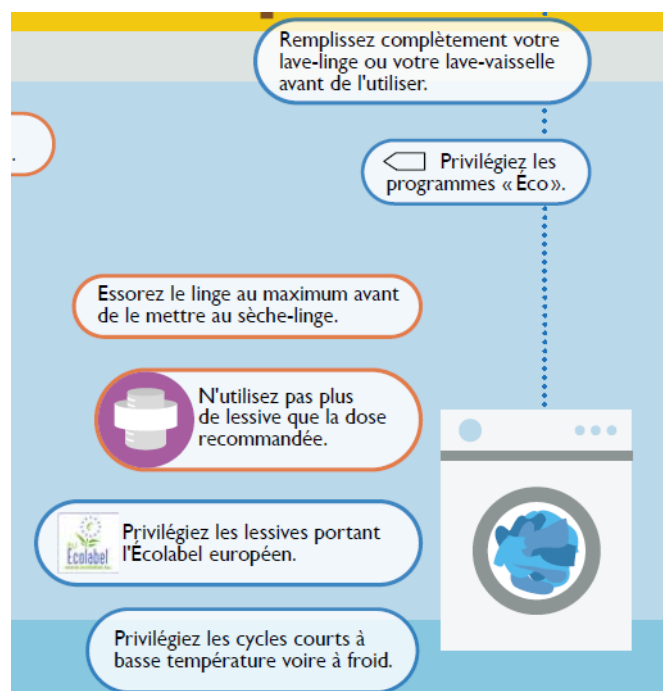 Remplissez complètement votre
lave-linge ou votre lave-vaisselle
avant de l'utiliser.
.
Privilégiez les
programmes « Éco ».
Essorez le linge au maximum avant
de le mettre au sèche-linge.
N'utilisez pas plus
de lessive que la dose
recommandée.
Ecolabel
Privilégiez les lessives portant
l'Écolabel européen.
Privilégiez les cycles courts à
basse température voire à froid.